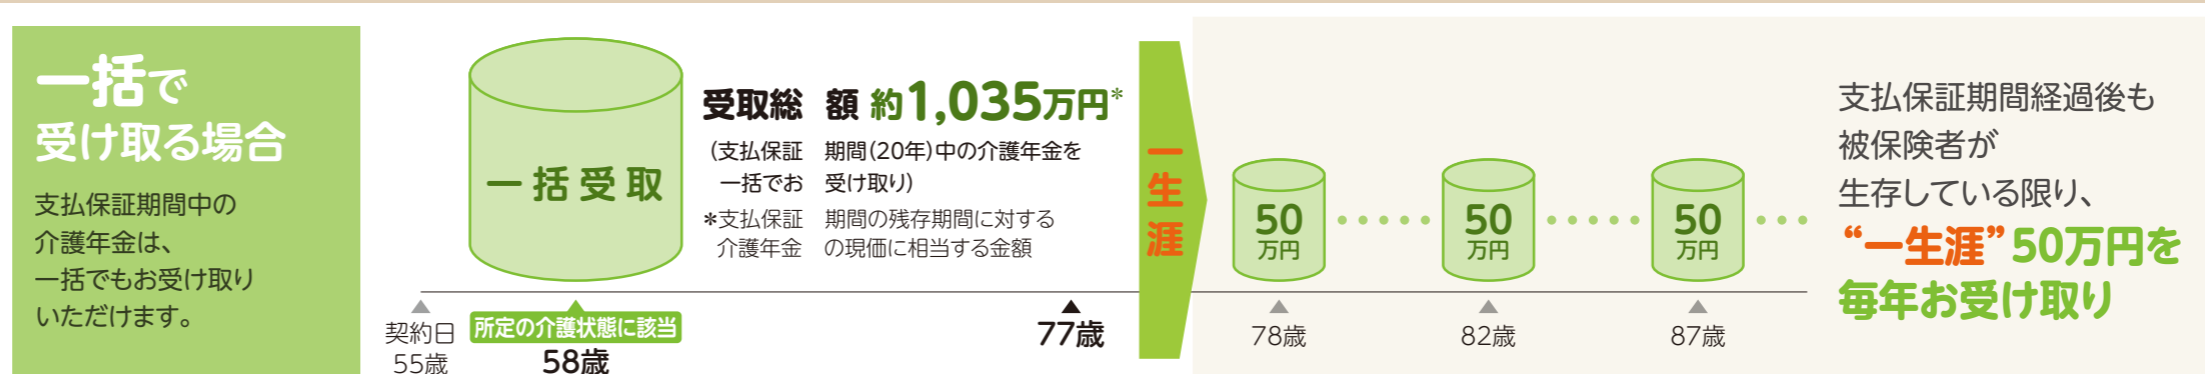 一括で
受け取る場合
支払保証期間中の
介護年金は、
一括でもお受け取り
いただけます。
一括受取
受取総 額 約1,035万円*
(支払保証 期間(20年)中の介護年金を
一括でお 受け取り)
*支払保証 期間の残存期間に対する
介護年金 の現価に相当する金額
契約日
55歳
所定の介護状態に該当
58歳
77歳
一生涯
50
万円
78歳
50
万円
82歳
50
万円
87歳
支払保証期間経過後も
被保険者が
生存している限り、
“一生涯”50万円を
毎年お受け取り